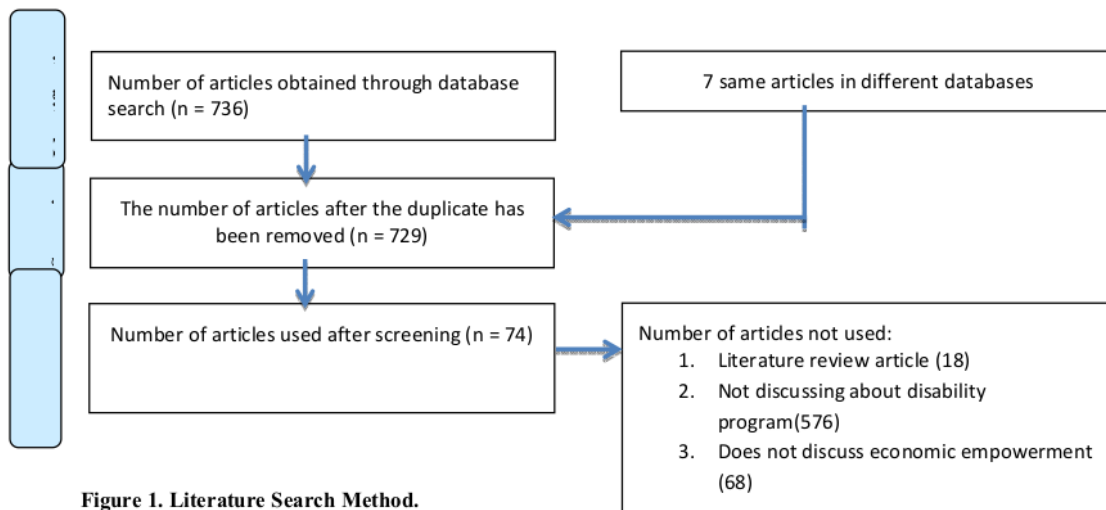 Number of articles obtained through database
search (n = 736)
7 same articles in different databases
The number of articles after the duplicate has
been removed (n = 729)
Number of articles used after screening (n = 74)
Number of articles not used:
1. Literature review article (18)
2. Not discussing about disability
program(576)
3. Does not discuss economic empowerment
(68)
Figure 1. Literature Search Method.